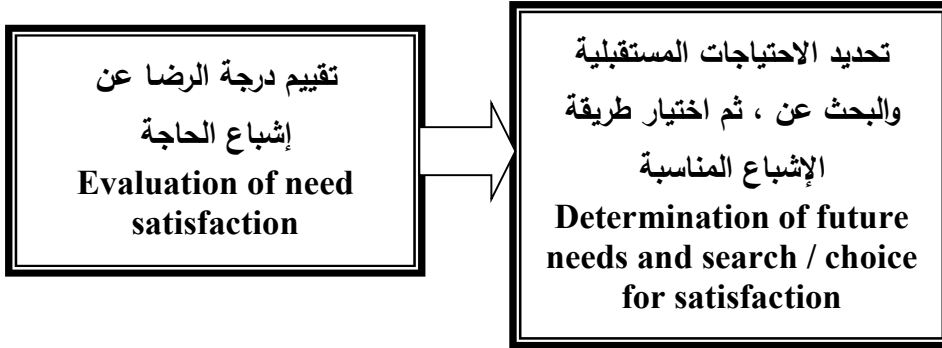 تقييم درجة الرضا عن
إشباع الحاجة
Evaluation of need
satisfaction
تحديد الاحتياجات المستقبلية
والبحث عن ، ثم اختيار طريقة
الإشباع المناسبة
Determination of future
needs and search / choice
for satisfaction